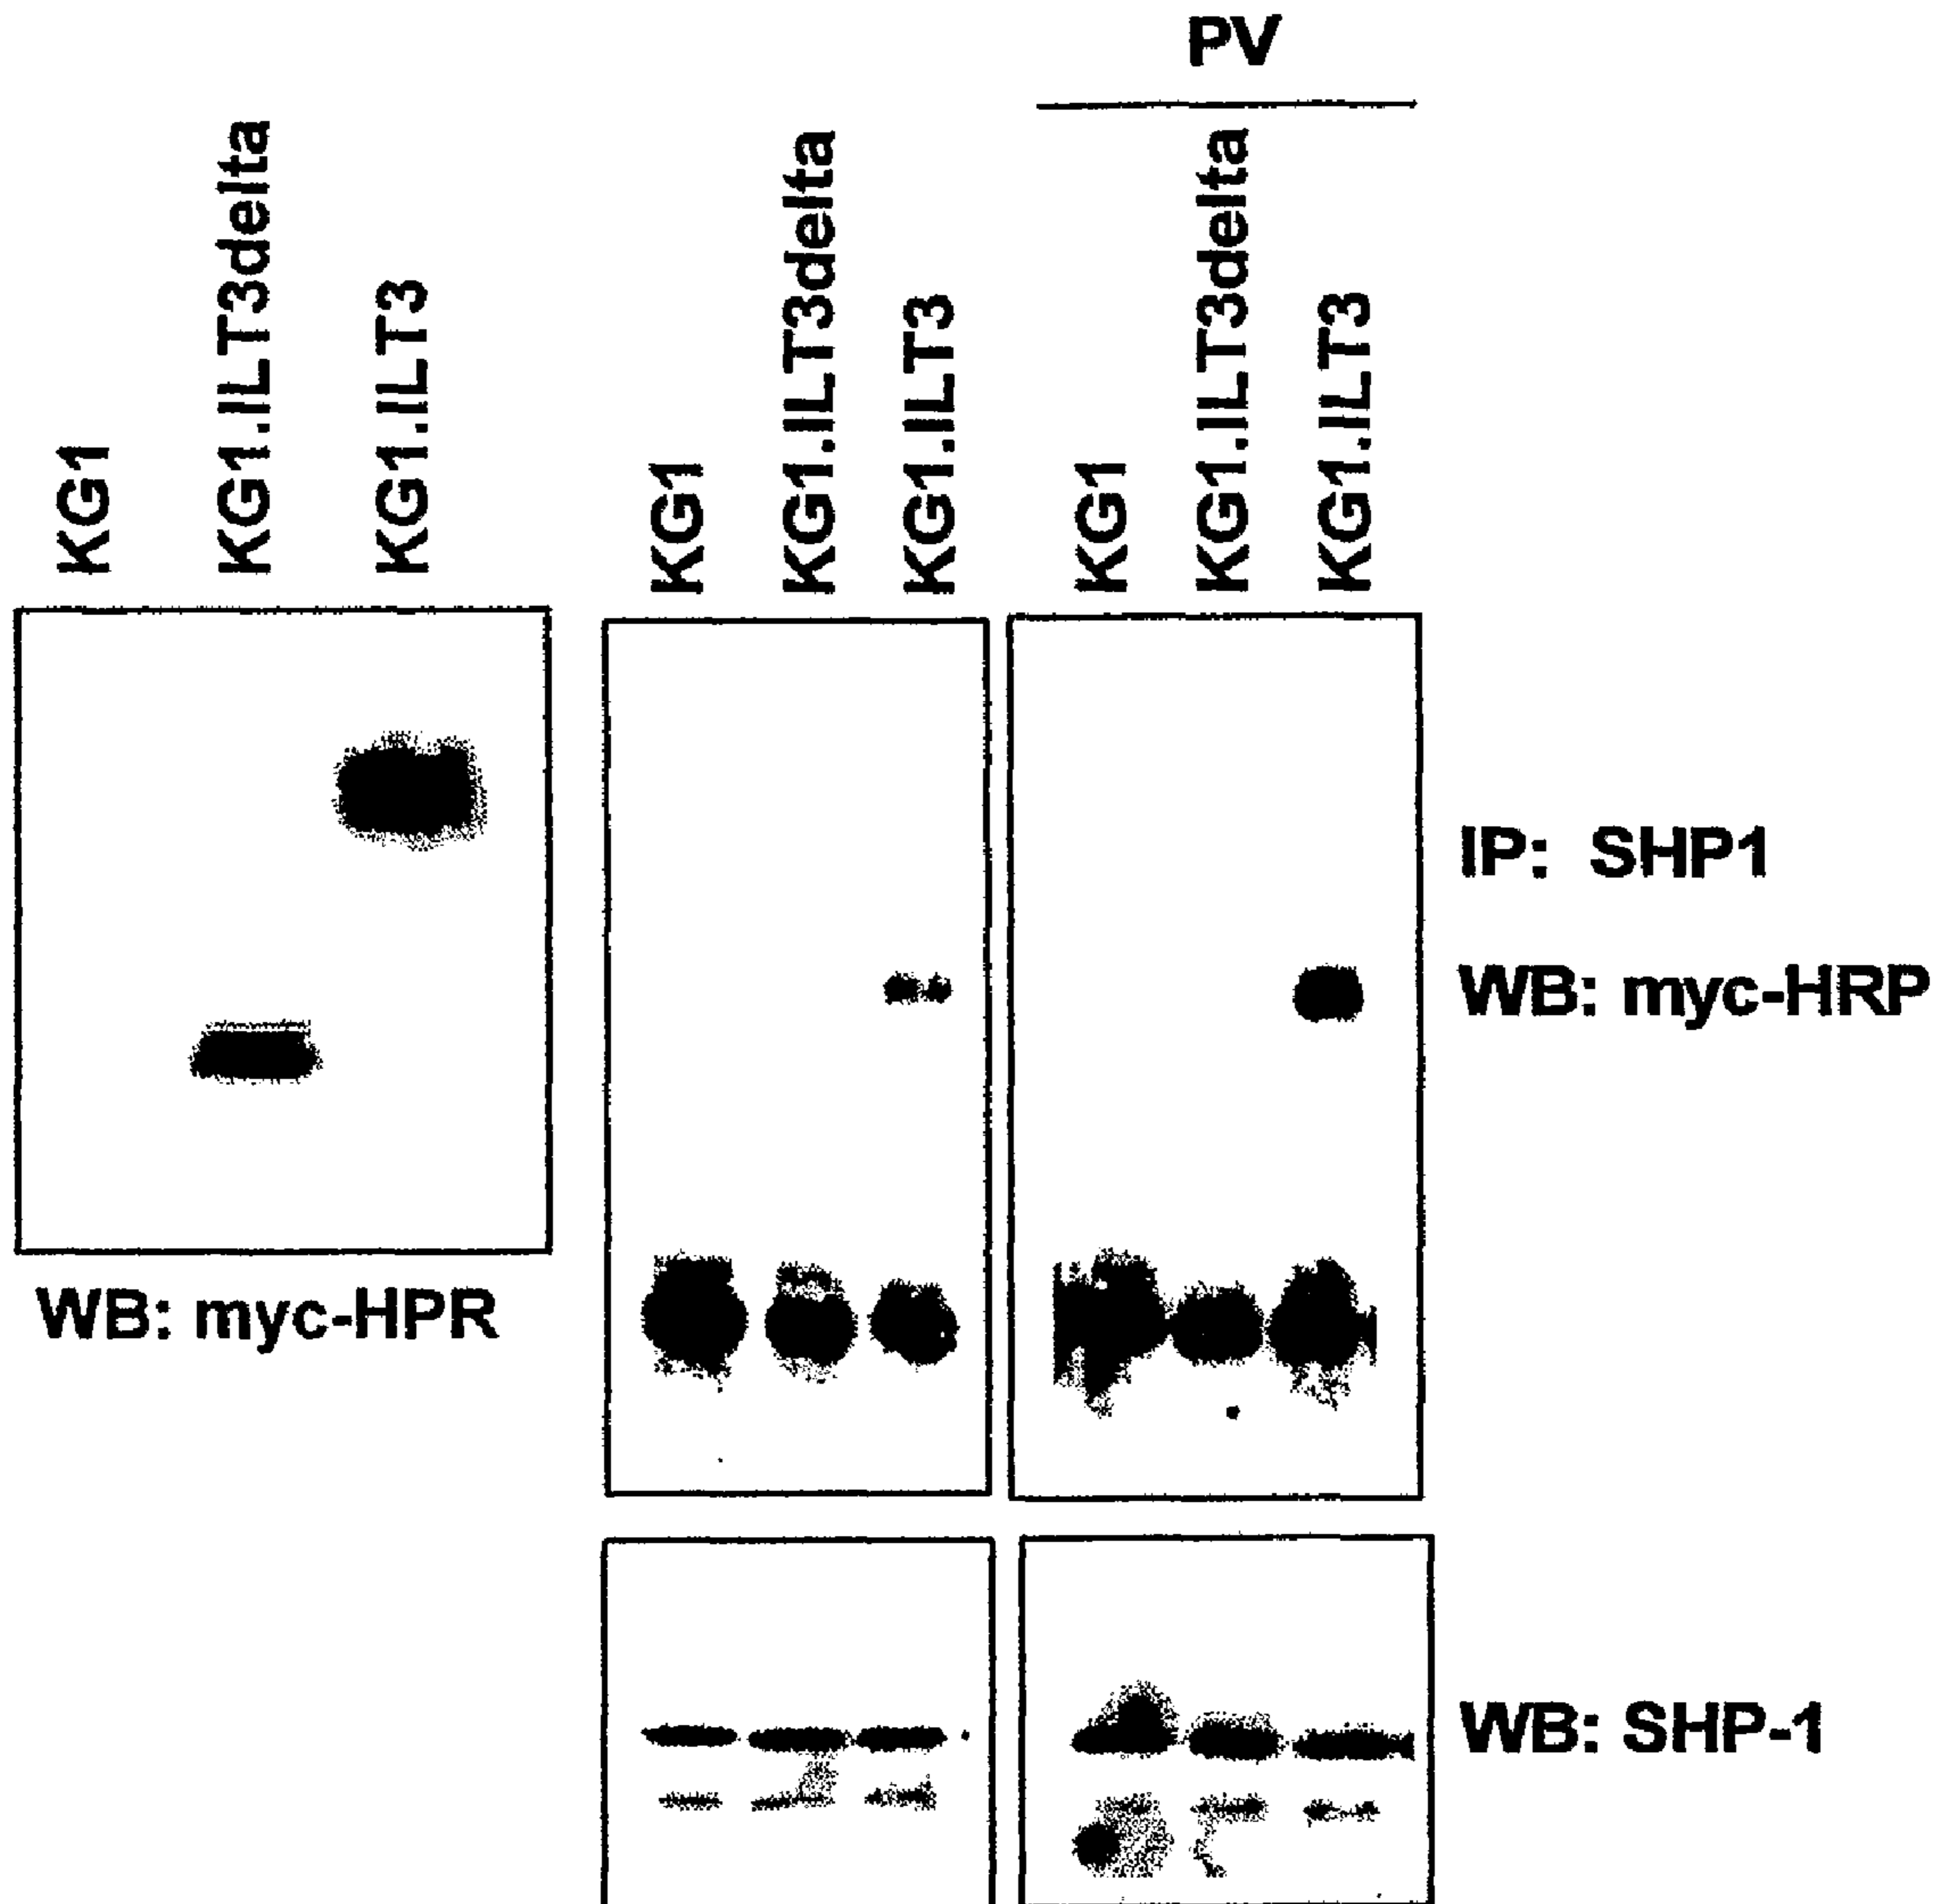 PV
KG1
KG1.ILT3delta
KG1.ILT3
KG1
KG1.ILT3delta
KG1.ILT3
KG1
KG1.ILT3delta
KG1.ILT3
IP: SHP1
WB: myc-HRP
WB: myc-HPR
WB: SHP-1